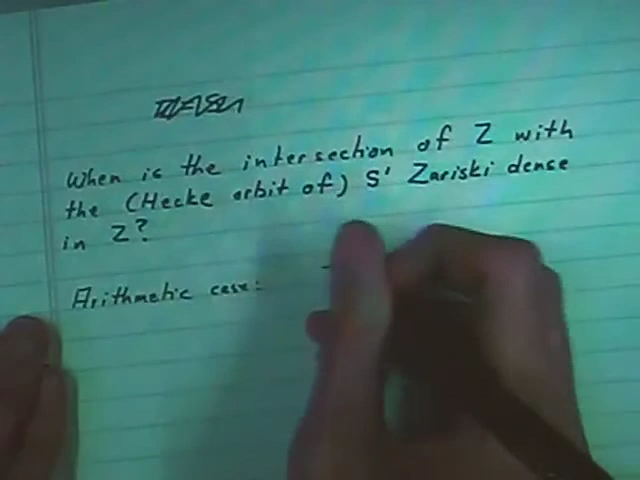 When is the intersection of Z with
the (Hecke orbit of) S' Zariski dense
in Z?
Arithmetic case: